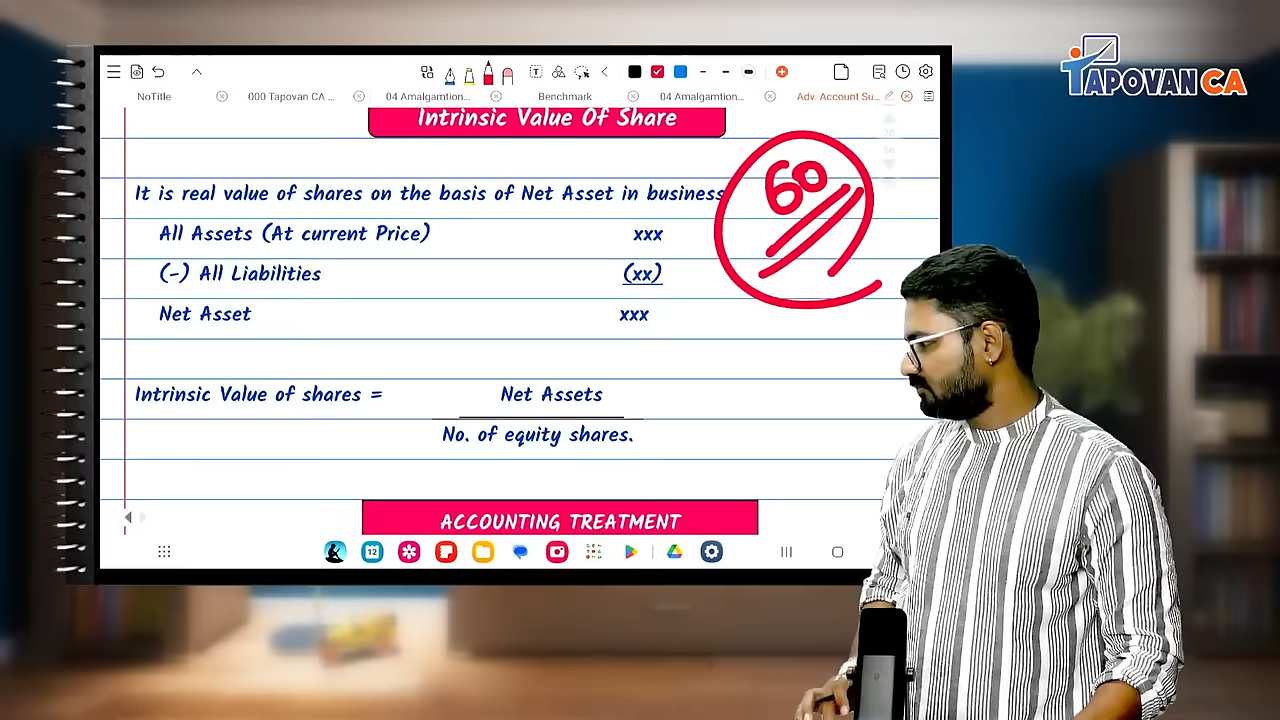 TAPOVAN CA
NoTitle
000 Tapovan CA ...
04 Amalgamtion...
Benchmark
04 Amalgamtion...
Adv. Account Su...
Intrinsic Value Of Share
60
It is real value of shares on the basis of Net Asset in business
All Assets (At current Price) xxx
(-) All Liabilities (xx)
Net Asset xxx
Intrinsic Value of shares = Net Assets
No. of equity shares.
ACCOUNTING TREATMENT
12